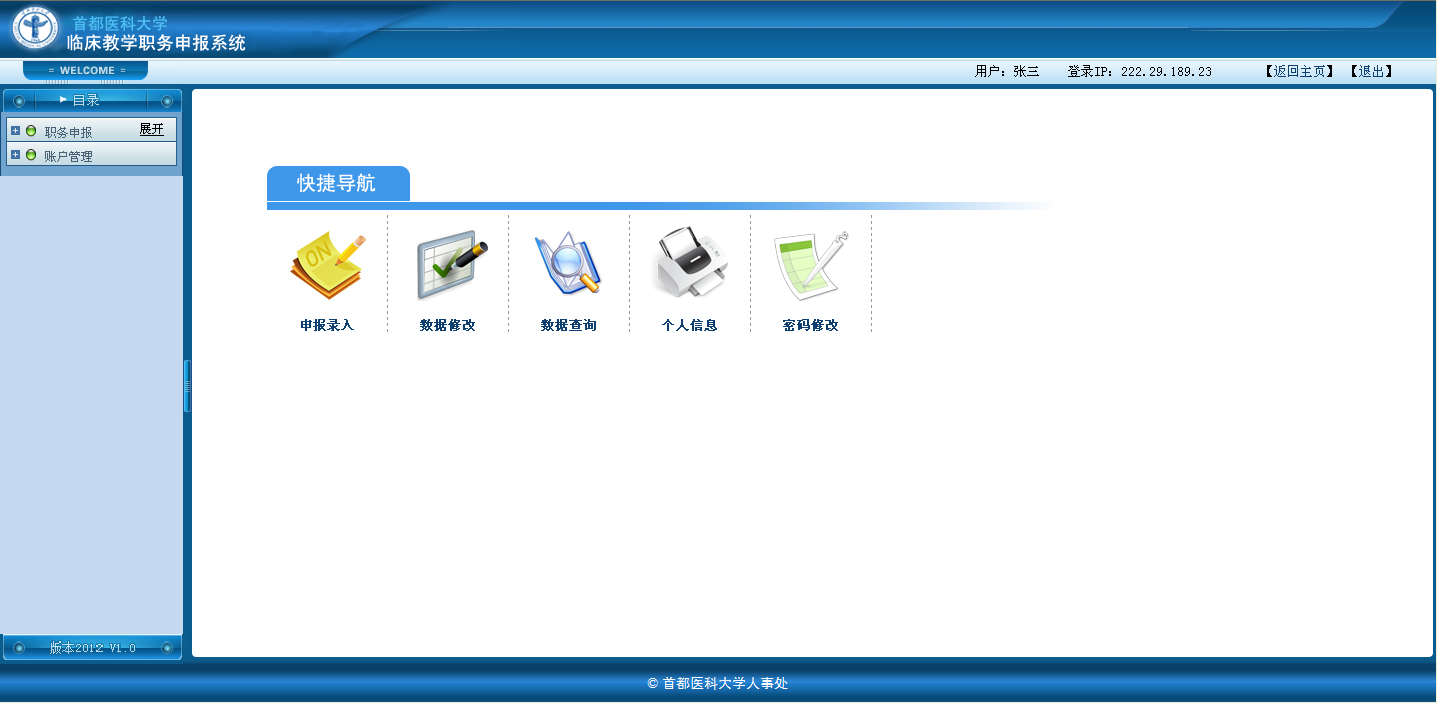 首都医科大学
临床教学职务申报系统
= WELCOME =
用户：张三 登录IP：222.29.189.23 【返回主页】 【退出】
目录
职务申报 展开
账户管理
快捷导航
ON
申报录入 数据修改 数据查询 个人信息 密码修改
版本2012 V1.0
© 首都医科大学人事处